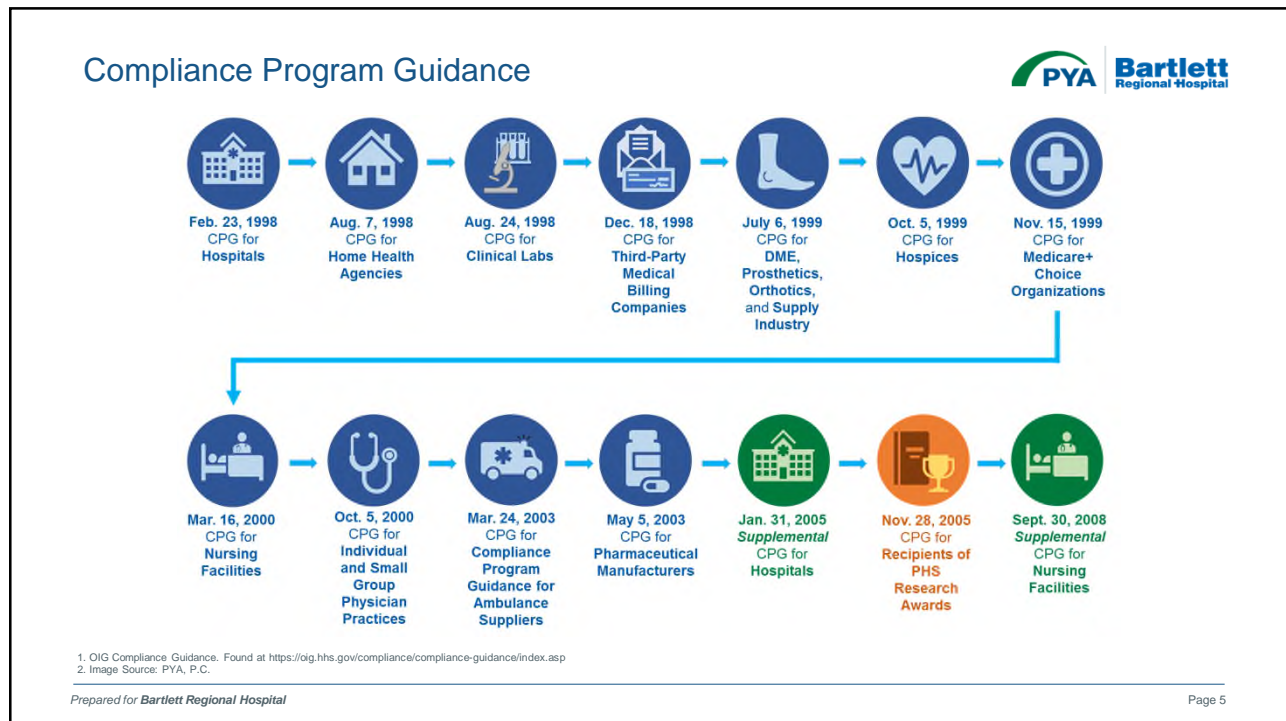 Compliance Program Guidance
PYA
Bartlett
Regional Hospital
Feb. 23, 1998
CPG for
Hospitals
Aug. 7, 1998
CPG for
Home Health
Agencies
Aug. 24, 1998
CPG for
Clinical Labs
Dec. 18, 1998
CPG for
Third-Party
Medical
Billing
Companies
July 6, 1999
CPG for
DME,
Prosthetics,
Orthotics,
and Supply
Industry
Oct. 5, 1999
CPG for
Hospices
Nov. 15, 1999
CPG for
Medicare+
Choice
Organizations
Mar. 16, 2000
CPG for
Nursing
Facilities
Oct. 5, 2000
CPG for
Individual
and Small
Group
Physician
Practices
Mar. 24, 2003
CPG for
Compliance
Program
Guidance for
Ambulance
Suppliers
May 5, 2003
CPG for
Pharmaceutical
Manufacturers
Jan. 31, 2005
Supplemental
CPG for
Hospitals
Nov. 28, 2005
CPG for
Recipients of
PHS
Research
Awards
Sept. 30, 2008
Supplemental
CPG for
Nursing
Facilities
1. OIG Compliance Guidance. Found at https://oig.hhs.gov/compliance/compliance-guidance/index.asp
2. Image Source: PYA, P.C.
Prepared for Bartlett Regional Hospital
Page 5